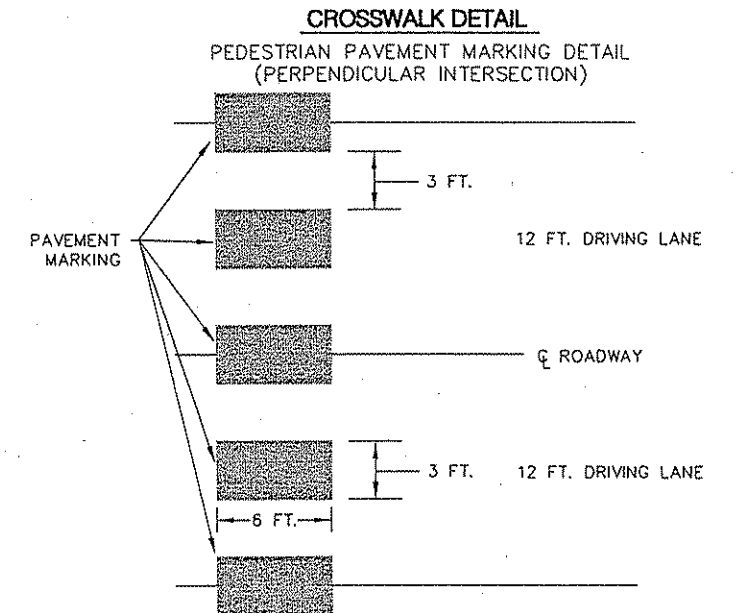 CROSSWALK DETAIL
PEDESTRIAN PAVEMENT MARKING DETAIL
(PERPENDICULAR INTERSECTION)
3 FT.
PAVEMENT
MARKING
12 FT. DRIVING LANE
℄ ROADWAY
3 FT.
12 FT. DRIVING LANE
6 FT.